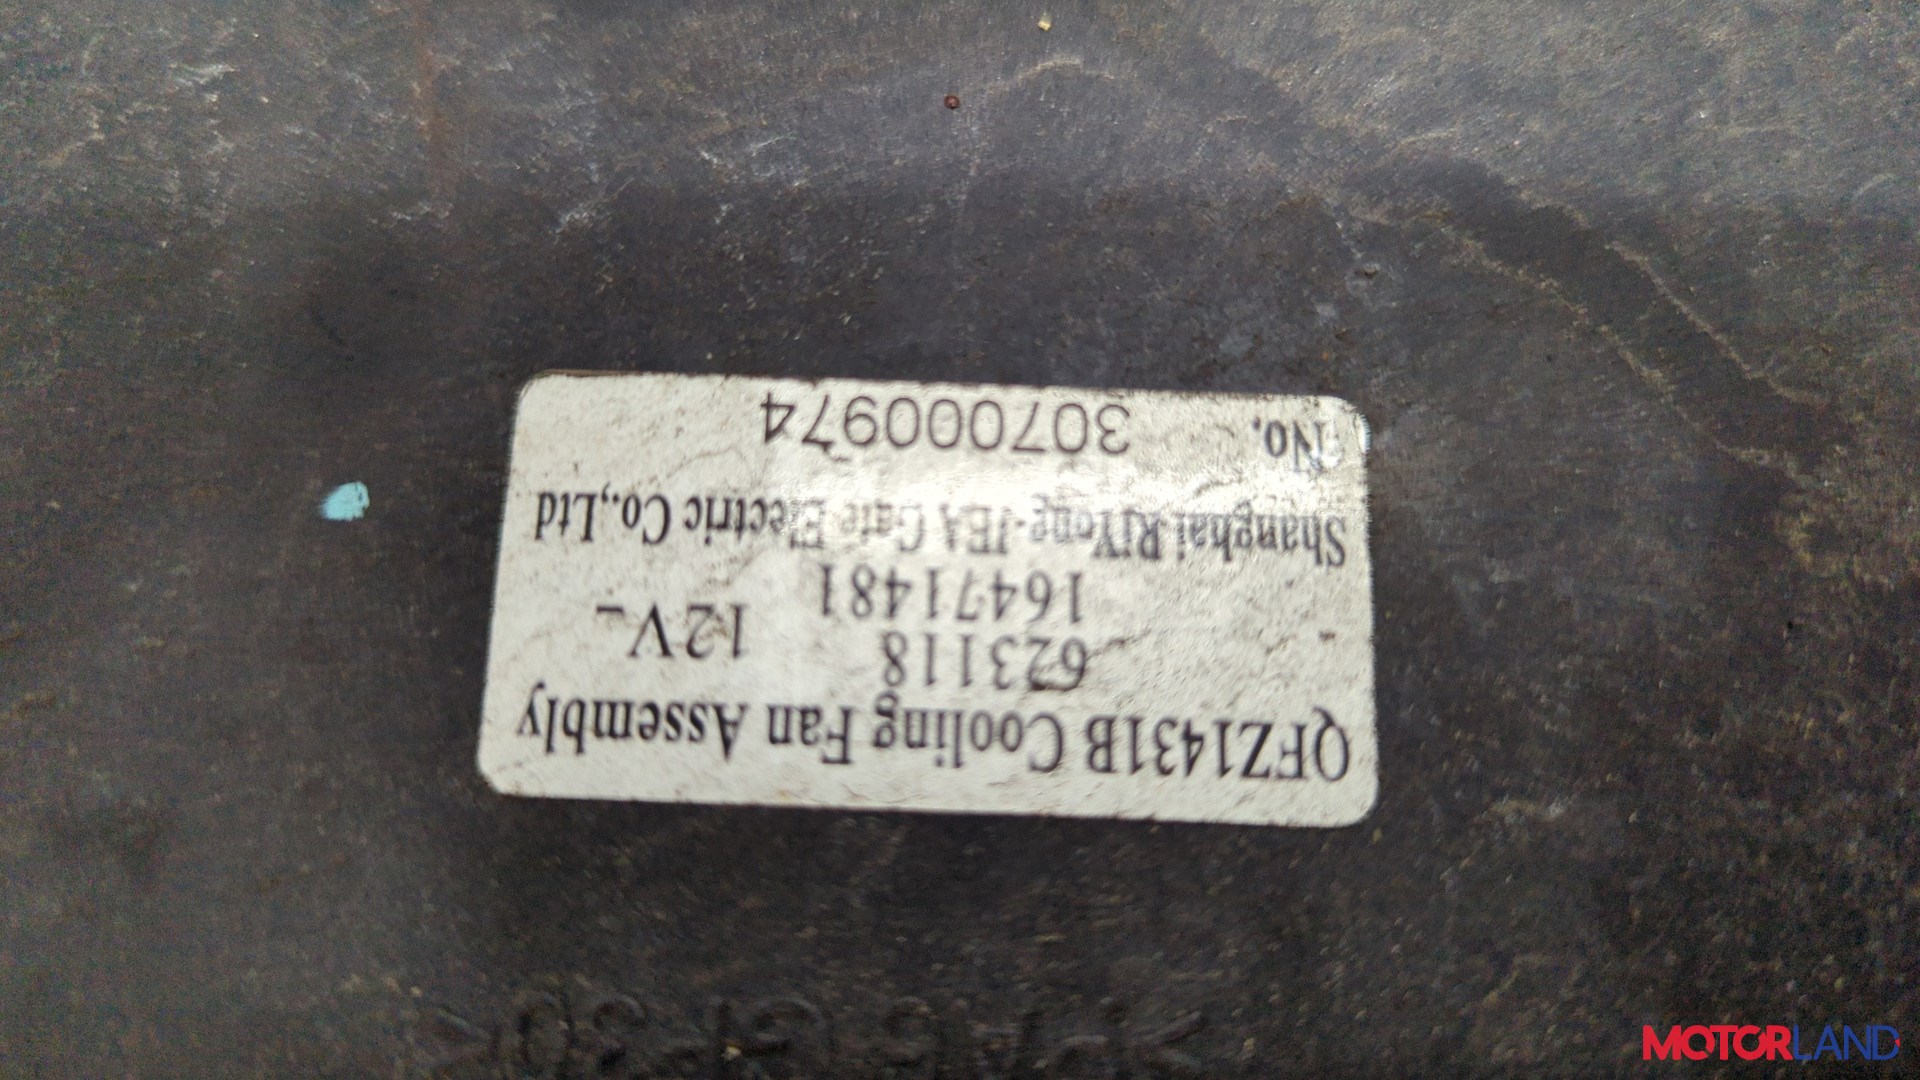 QFZ1431B Cooling Fan Assembly
623118
16471481 12V-
Shanghai RiYong-JEA Gate Electric Co.,Ltd
No. 307000974
MOTORLAND